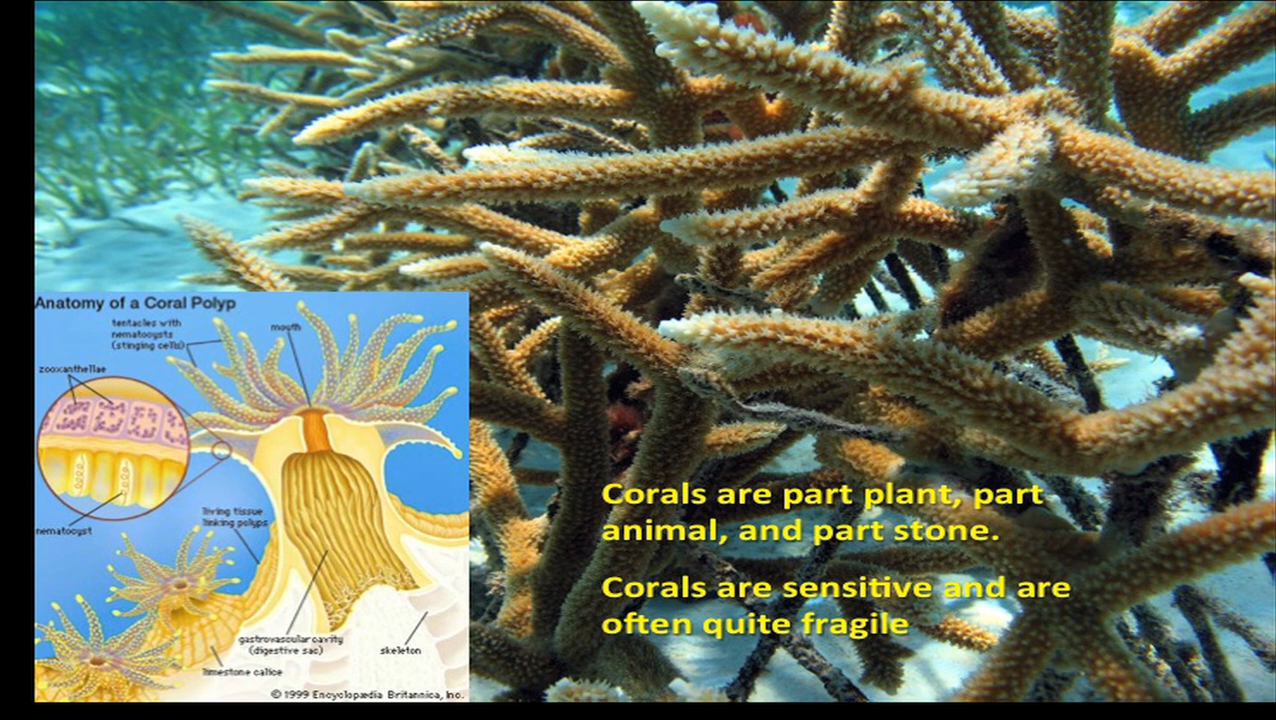 Anatomy of a Coral Polyp
tentacles with
nematocysts
(stinging cells)
mouth
zooxanthellae
nematocyst
living tissue
linking polyps
gastrovascular cavity
(digestive sac)
skeleton
limestone calice
© 1999 Encyclopædia Britannica, Inc.
Corals are part plant, part
animal, and part stone.
Corals are sensitive and are
often quite fragile